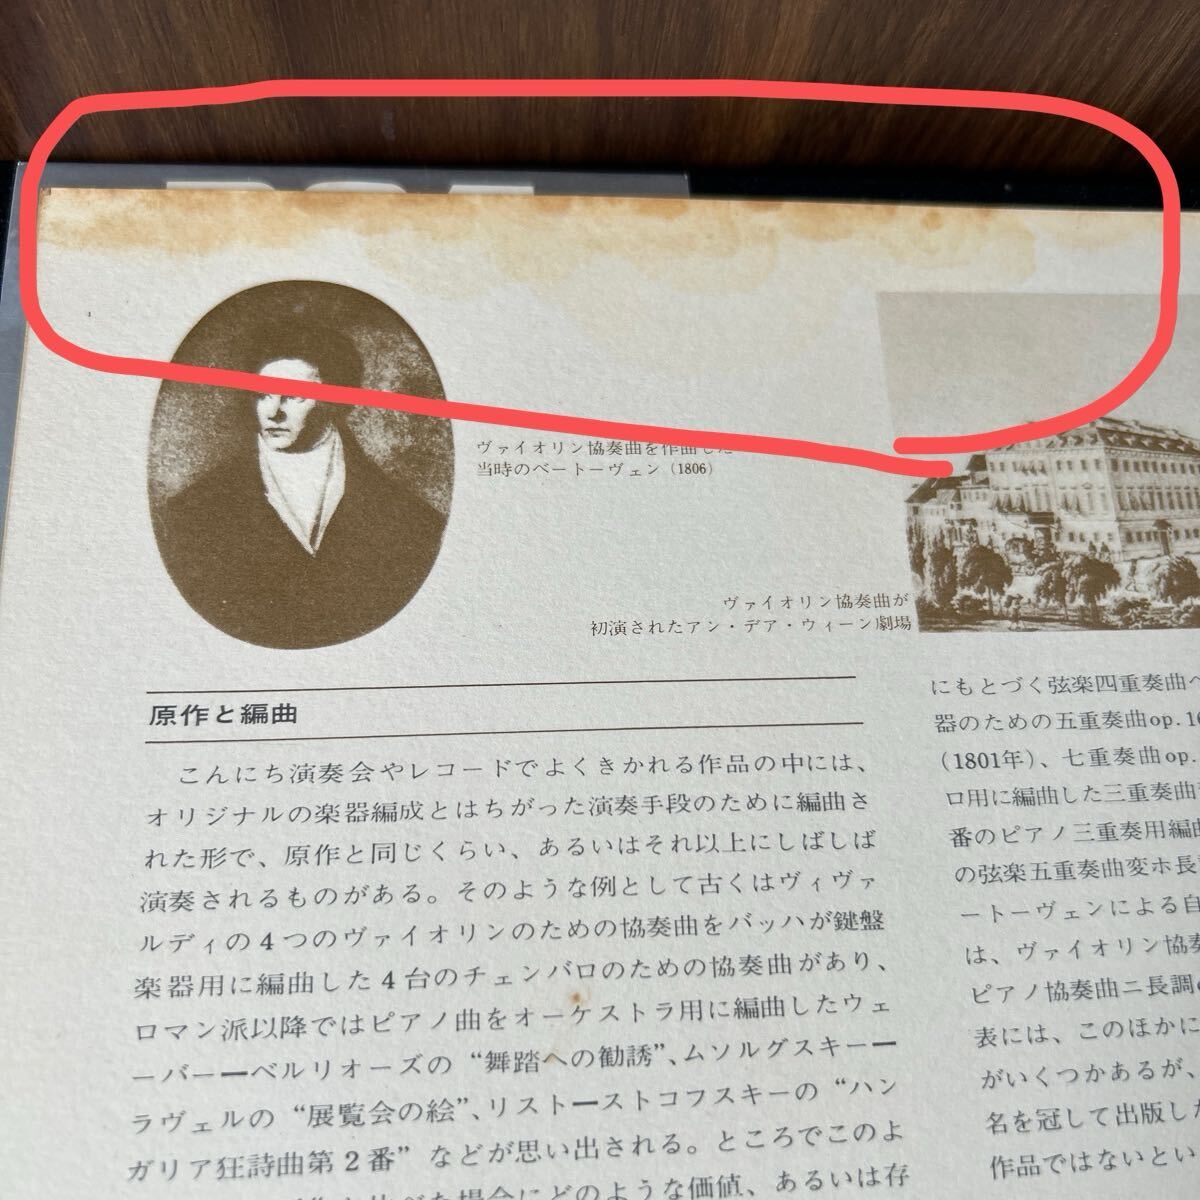 ヴァイオリン協奏曲を作曲した
当時のベートーヴェン (1806)
ヴァイオリン協奏曲が
初演されたアン・デア・ウィーン劇場
原作と編曲
こんにち演奏会やレコードでよくきかれる作品の中には、
オリジナルの楽器編成とはちがった演奏手段のために編曲さ
れた形で、原作と同じくらい、あるいはそれ以上にしばしば
演奏されるものがある。そのような例として古くはヴィヴァ
ルディの4つのヴァイオリンのための協奏曲をバッハが鍵盤
楽器用に編曲した4台のチェンバロのための協奏曲があり、
ロマン派以降ではピアノ曲をオーケストラ用に編曲したウェ
ーバー━ベルリオーズの“舞踏への勧誘”、ムソルグスキー━
ラヴェルの“展覧会の絵”、リスト━ストコフスキーの“ハン
ガリア狂詩曲第2番”などが思い出される。ところでこのよ
場合にどのような価値、あるいは存
にもとづく弦楽四重奏曲ヘ
器のための五重奏曲op.16
(1801年)、七重奏曲op.
ロ用に編曲した三重奏曲
番のピアノ三重奏用編曲
の弦楽五重奏曲変ホ長
ートーヴェンによる自
は、ヴァイオリン協奏
ピアノ協奏曲ニ長調
表には、このほかに
がいくつかあるが、
名を冠して出版した
作品ではないとい